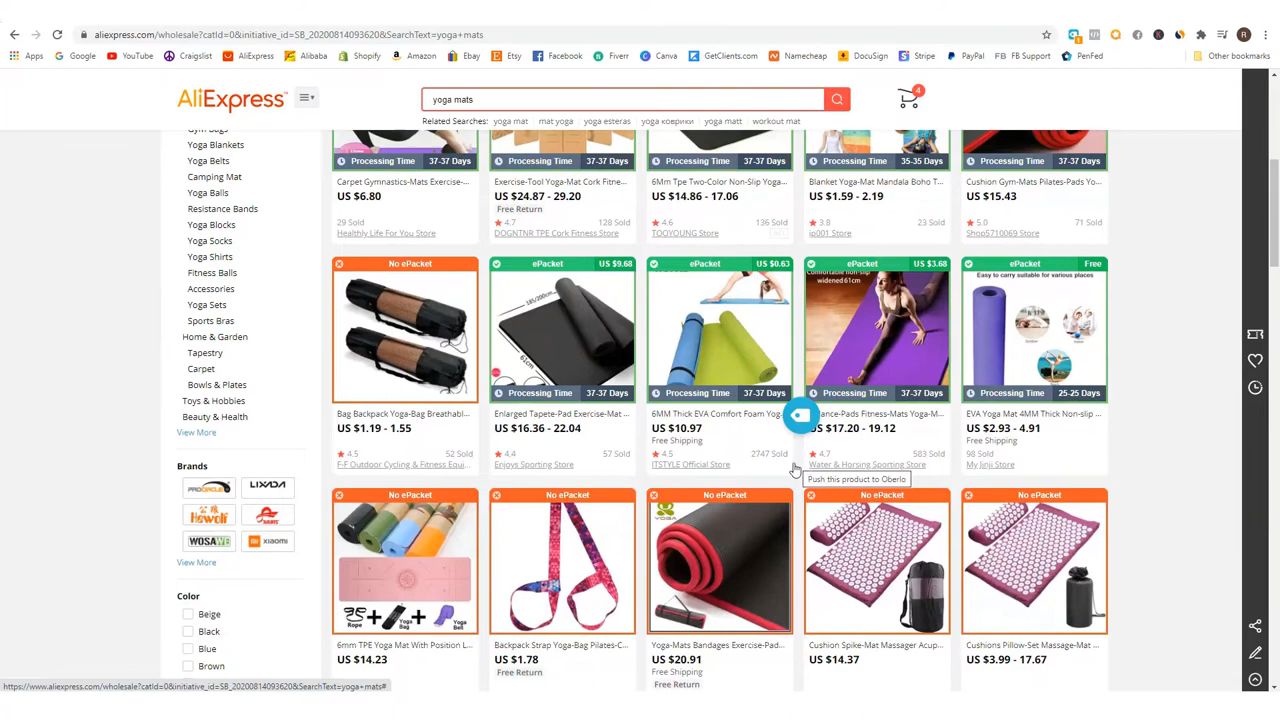 aliexpress.com/wholesale?catId=0&initiative_id=SB_20200814093620&SearchText=yoga+mats
1
R
Apps Google YouTube Craigslist AliExpress Alibaba Shopify Amazon Ebay Etsy Facebook Fiverr Canva GetClients.com Namecheap DocuSign Stripe PayPal FB Support PenFed Other bookmarks
AliExpress
yoga mats
4
Related Searches: yoga mat mat yoga yoga esteras yoga коврики yoga matt workout mat
Gym Bags
Yoga Blankets
Yoga Belts
Camping Mat
Yoga Balls
Resistance Bands
Yoga Blocks
Yoga Socks
Yoga Shirts
Fitness Balls
Accessories
Yoga Sets
Sports Bras
Home & Garden
Tapestry
Carpet
Bowls & Plates
Toys & Hobbies
Beauty & Health
View More
Brands
PROCIRCLE LIXADA
WOSAWE xiaomi
View More
Color
Beige
Black
Blue
Brown
Processing Time 37-37 Days
Carpet Gymnastics-Mats Exercise-...
US $6.80
29 Sold
Healthly Life For You Store
Processing Time 37-37 Days
Exercise-Tool Yoga-Mat Cork Fitne...
US $24.87 - 29.20
Free Return
4.7 128 Sold
DOGNTNR TPE Cork Fitness Store
Processing Time 37-37 Days
6Mm Tpe Two-Color Non-Slip Yoga...
US $14.86 - 17.06
4.6 136 Sold
TOOYOUNG Store
AD
Processing Time 35-35 Days
Blanket Yoga-Mat Mandala Boho T...
US $1.59 - 2.19
3.8 23 Sold
ip001 Store
Processing Time 37-37 Days
Cushion Gym-Mats Pilates-Pads Yo...
US $15.43
5.0 71 Sold
Shop5710069 Store
No ePacket
Bag Backpack Yoga-Bag Breathabl...
US $1.19 - 1.55
4.5 52 Sold
F-F Outdoor Cycling & Fitness Equi...
ePacket US $9.68
185/200cm
61cm
Processing Time 37-37 Days
Enlarged Tapete-Pad Exercise-Mat ...
US $16.36 - 22.04
4.4 57 Sold
Enjoys Sporting Store
ePacket US $0.63
Processing Time 37-37 Days
6MM Thick EVA Comfort Foam Yog...
US $10.97
Free Shipping
4.5 2747 Sold
ITSTYLE Official Store
ePacket US $3.68
Comfortable non-slip
widened 61cm
Processing Time 37-37 Days
ance-Pads Fitness-Mats Yoga-M...
US $17.20 - 19.12
4.7 583 Sold
Water & Horsing Sporting Store
Push this product to Oberlo
ePacket Free
Easy to carry suitable for various places
Processing Time 25-25 Days
EVA Yoga Mat 4MM Thick Non-slip ...
US $2.93 - 4.91
Free Shipping
98 Sold
My Jinji Store
No ePacket
Rope Yoga Bag Yoga Belt
6mm TPE Yoga Mat With Position L...
US $14.23
No ePacket
Backpack Strap Yoga-Bag Pilates-C...
US $1.78
Free Return
No ePacket
YOGA
Yoga-Mats Bandages Exercise-Pad...
US $20.91
Free Shipping
Free Return
No ePacket
Cushion Spike-Mat Massager Acup...
US $14.37
No ePacket
Cushions Pillow-Set Massage-Mat ...
US $3.99 - 17.67
https://www.aliexpress.com/wholesale?catId=0&initiative_id=SB_20200814093620&SearchText=yoga+mats#